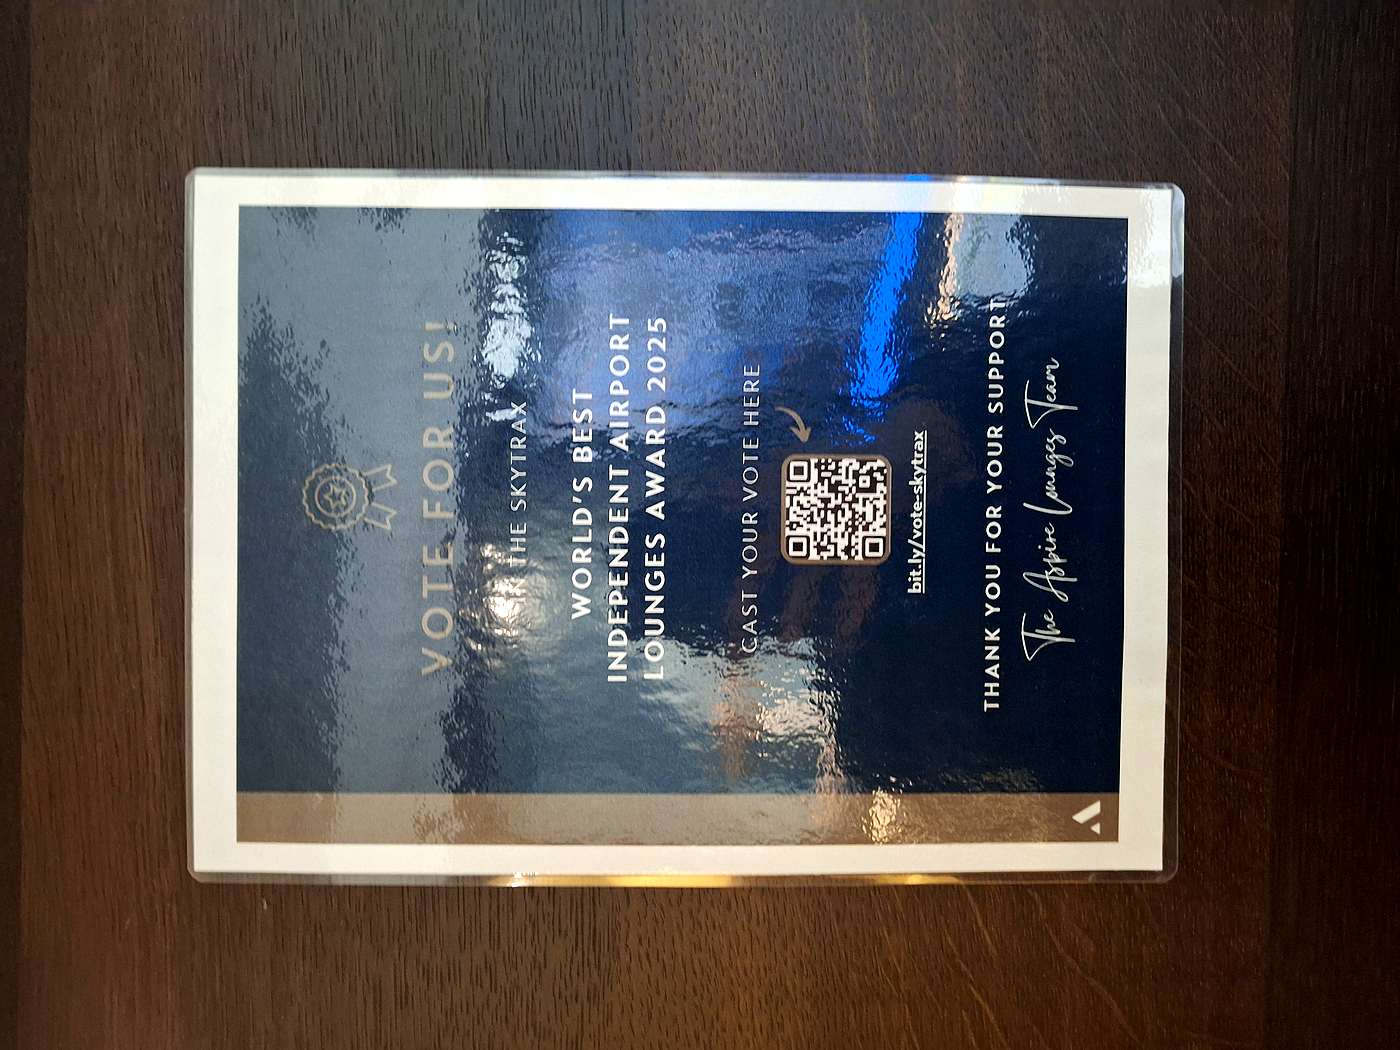 VOTE FOR US!
IN THE SKYTRAX
WORLD'S BEST
INDEPENDENT AIRPORT
LOUNGES AWARD 2025
CAST YOUR VOTE HERE
bit.ly/vote-skytrax
THANK YOU FOR YOUR SUPPORT
The Aspire Lounges Team